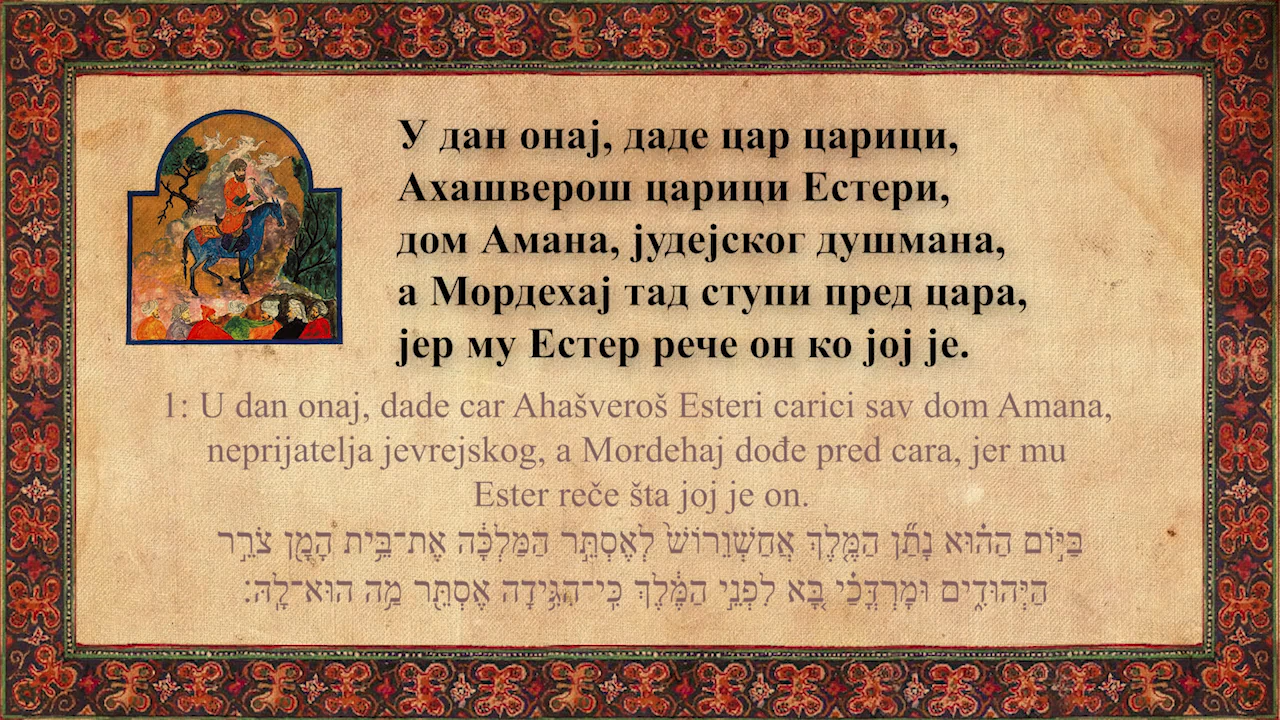 У дан онај, даде цар царици,
Ахашверош царици Естери,
дом Амана, јудејског душмана,
а Мордехај тад ступи пред цара,
јер му Естер рече он ко јој је.
1: U dan onaj, dade car Ahašveroš Esteri carici sav dom Amana,
neprijatelja jevrejskog, a Mordehaj dođe pred cara, jer mu
Ester reče šta joj je on.
בַּיּ֣וֹם הַה֗וּא נָתַ֞ן הַמֶּ֤לֶךְ אֲחַשְׁוֵרוֹשׁ֙ לְאֶסְתֵּ֣ר הַמַּלְכָּ֔ה אֶת־בֵּ֥ית הָמָ֖ן צֹרֵ֣ר
הַיְּהוּדִ֑ים וּמָרְדֳּכַ֗י בָּ֚א לִפְנֵ֣י הַמֶּ֔לֶךְ כִּֽי־הִגִּ֥ידָה אֶסְתֵּ֖ר מַ֥ה הוּא־לָֽהּ׃